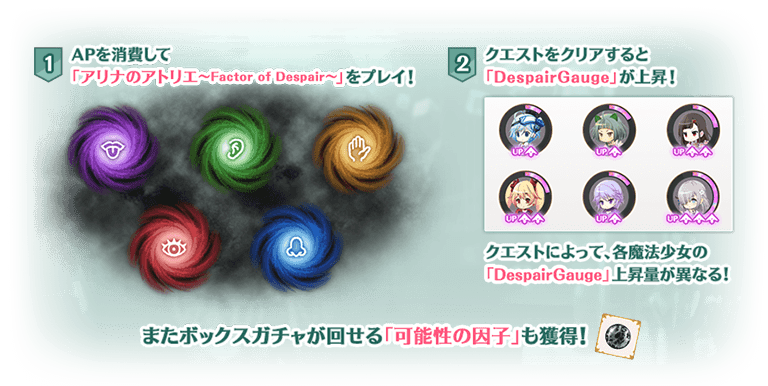 1
APを消費して
「アリナのアトリエ～Factor of Despair～」をプレイ!
2
クエストをクリアすると
「DespairGauge」が上昇!
UP
UP
UP
UP
UP
UP
クエストによって、各魔法少女の
「DespairGauge」上昇量が異なる!
またボックスガチャが回せる「可能性の因子」も獲得!